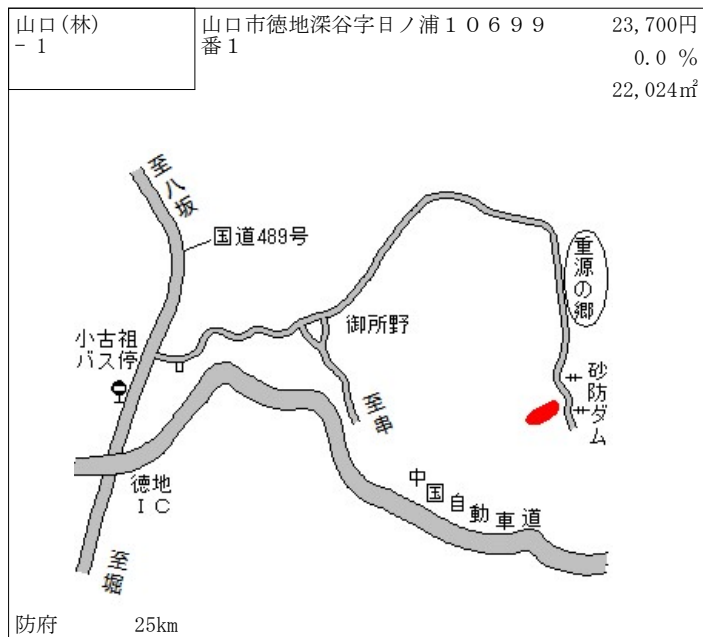 山口(林)
- 1
山口市徳地深谷字日ノ浦１０６９９
番１
23,700円
0.0 %
22,024㎡
至八坂
国道489号
重源の郷
御所野
小古祖
バス停
砂防ダム
至串
徳地
ＩＣ
中国自動車道
至堀
防府 25km